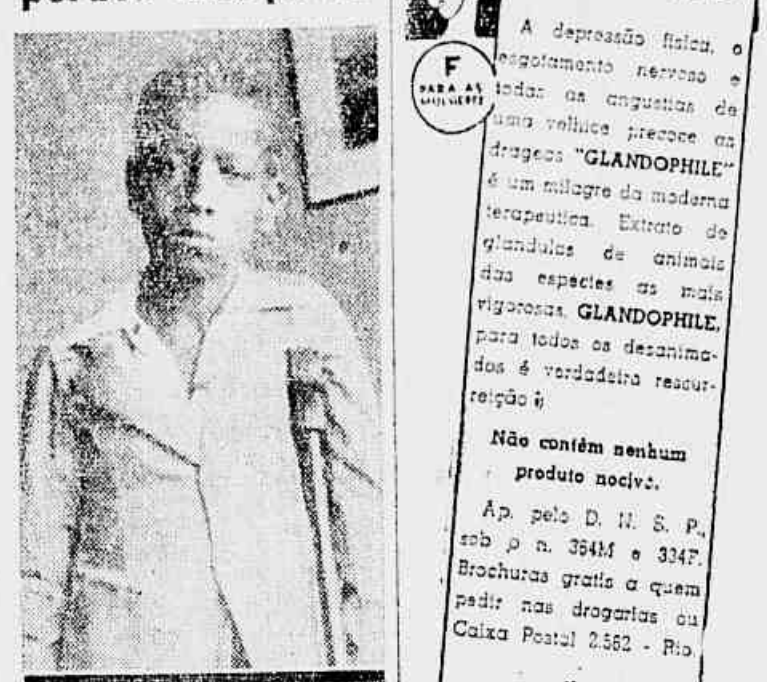 F
PARA AS
MULHERES
A depressão fisica, o
esgotamento nervoso e
todas as angustias de
uma velhice precoce as
drageas "GLANDOPHILE"
é um milagre da moderna
terapeutica. Extrato de
glandulas de animais
das especies as mais
vigorosas, GLANDOPHILE,
para todos os desanima-
dos é verdadeira ressur-
reição
Não contêm nenhum
produto nocivo.
Ap. pelo D. N. S. P.,
sob o n. 364M e 334F.
Brochuras gratis a quem
pedir nas drogarias ou
Caixa Postal 2.562 - Rio.